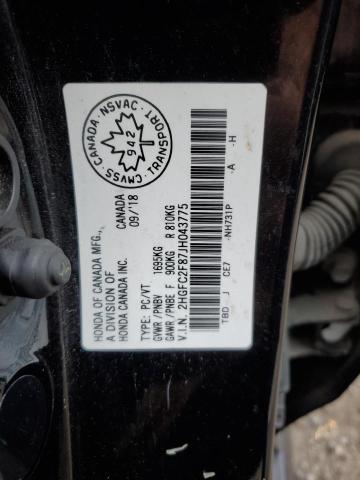 HONDA OF CANADA MFG.,
A DIVISION OF
HONDA CANADA INC.
CANADA
09/'18
TYPE: PC/VT
GVWR/PNBV 1695KG
GAWR/PNBE F 900KG R 810KG
V.I.N. 2HGFC2F87JH043775
TBD J CE7 NH731P A -H
CMVSS - CANADA - NSVAC
TRANSPORT
942